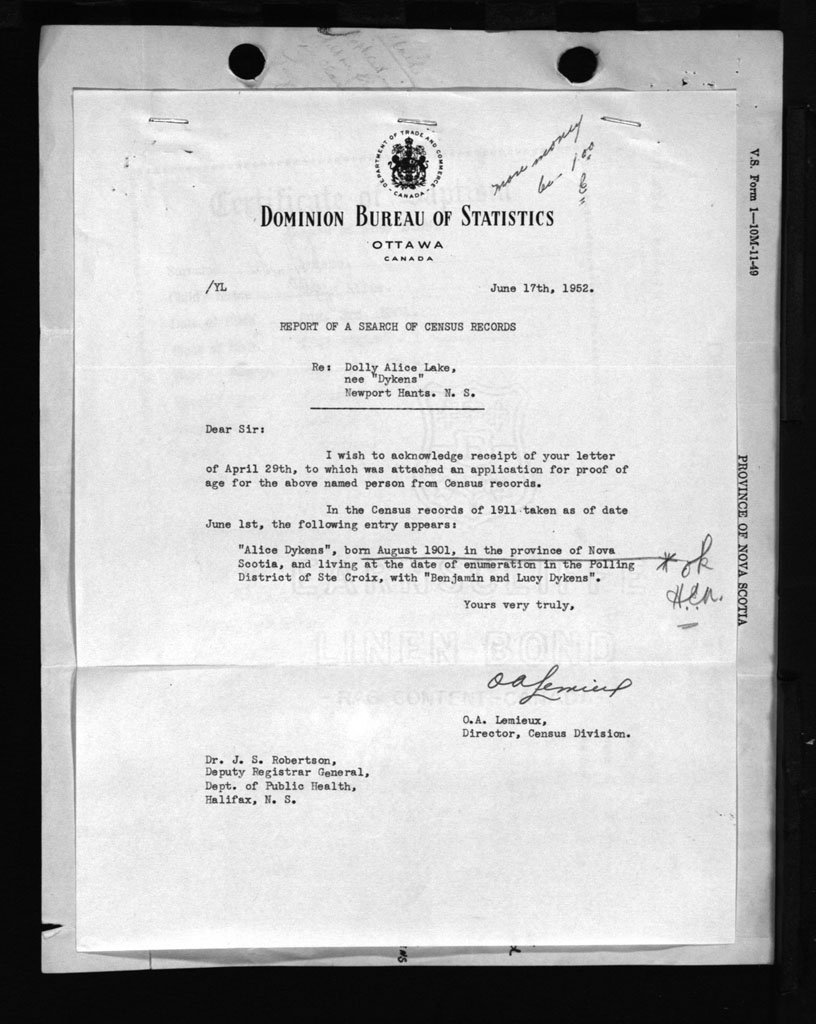 DEPARTMENT OF TRADE AND COMMERCE
CANADA
more money
1.00
DOMINION BUREAU OF STATISTICS
OTTAWA
CANADA
/YL June 17th, 1952.
REPORT OF A SEARCH OF CENSUS RECORDS
Re: Dolly Alice Lake,
nee "Dykens"
Newport Hants. N. S.
Dear Sir:
I wish to acknowledge receipt of your letter
of April 29th, to which was attached an application for proof of
age for the above named person from Census records.
In the Census records of 1911 taken as of date
June 1st, the following entry appears:
"Alice Dykens", born August 1901, in the province of Nova
Scotia, and living at the date of enumeration in the Polling
District of Ste Croix, with "Benjamin and Lucy Dykens".
* ok
Yours very truly,
LINEN BOND
O A Lemieux
O.A. Lemieux,
Director, Census Division.
Dr. J. S. Robertson,
Deputy Registrar General,
Dept. of Public Health,
Halifax, N. S.
V.S. Form 1—10M-11-49
PROVINCE OF NOVA SCOTIA